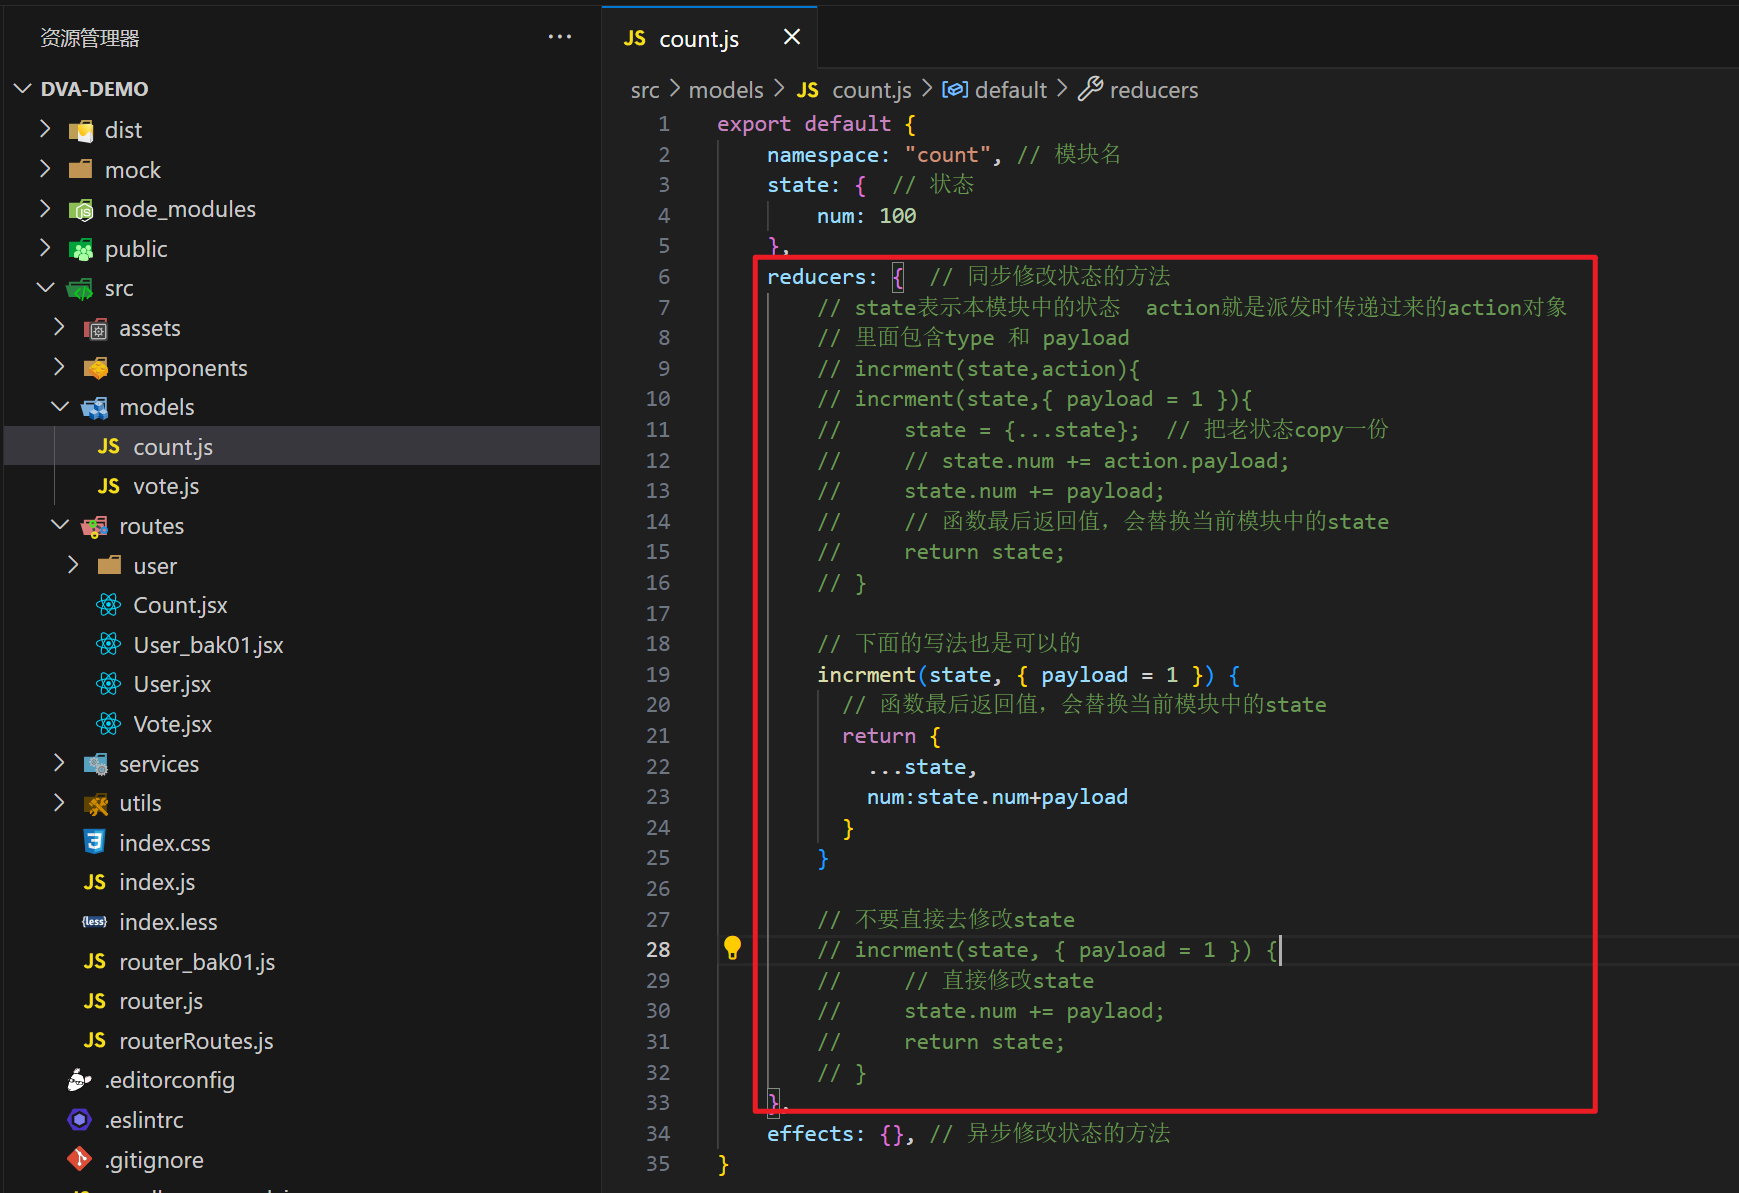 资源管理器
DVA-DEMO
dist
mock
node_modules
public
src
assets
components
models
JS count.js
JS vote.js
routes
user
Count.jsx
User_bak01.jsx
User.jsx
Vote.jsx
services
utils
index.css
JS index.js
{less} index.less
JS router_bak01.js
JS router.js
JS routerRoutes.js
.editorconfig
.eslintrc
.gitignore
JS count.js
src > models > JS count.js > default > reducers
1 export default {
2 namespace: "count", // 模块名
3 state: { // 状态
4 num: 100
5 },
6 reducers: { // 同步修改状态的方法
7 // state表示本模块中的状态 action就是派发时传递过来的action对象
8 // 里面包含type 和 payload
9 // incrment(state,action){
10 // incrment(state,{ payload = 1 }){
11 // state = {...state}; // 把老状态copy一份
12 // // state.num += action.payload;
13 // state.num += payload;
14 // // 函数最后返回值，会替换当前模块中的state
15 // return state;
16 // }
17
18 // 下面的写法也是可以的
19 incrment(state, { payload = 1 }) {
20 // 函数最后返回值，会替换当前模块中的state
21 return {
22 ...state,
23 num:state.num+payload
24 }
25 }
26
27 // 不要直接去修改state
28 // incrment(state, { payload = 1 }) {
29 // // 直接修改state
30 // state.num += paylaod;
31 // return state;
32 // }
33 },
34 effects: {}, // 异步修改状态的方法
35 }